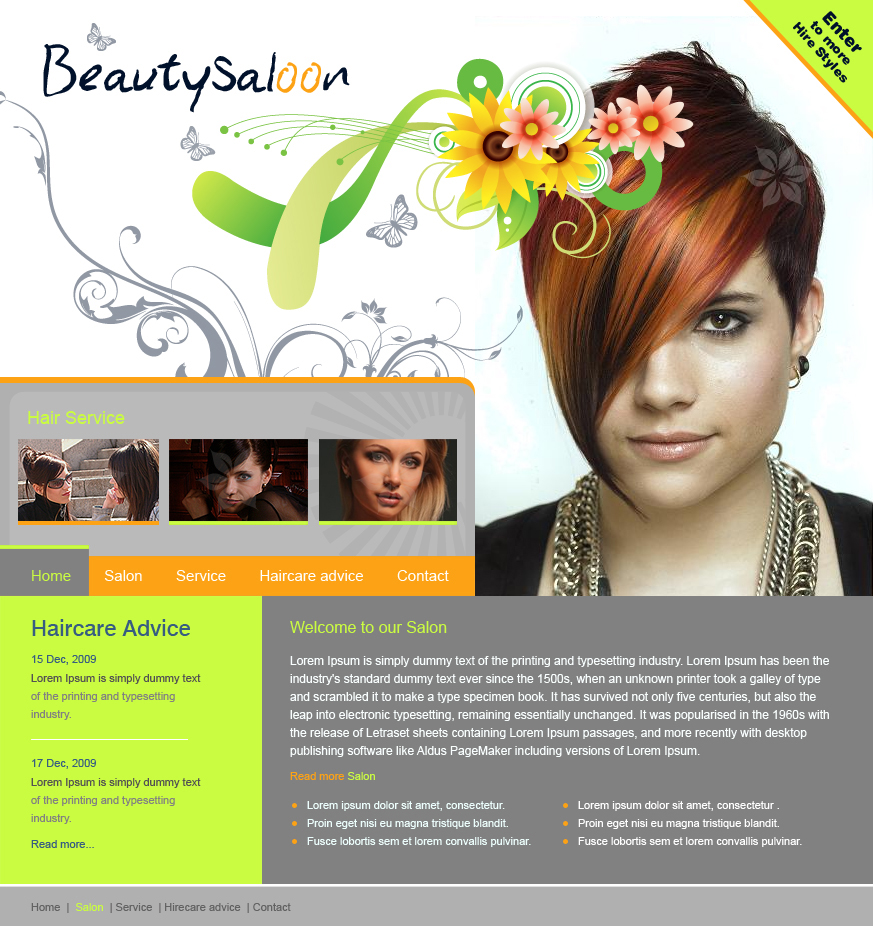 BeautySaloon
Enter
to more
Hire Styles
Hair Service
Home Salon Service Haircare advice Contact
Haircare Advice
15 Dec, 2009
Lorem Ipsum is simply dummy text
of the printing and typesetting
industry.
17 Dec, 2009
Lorem Ipsum is simply dummy text
of the printing and typesetting
industry.
Read more...
Welcome to our Salon
Lorem Ipsum is simply dummy text of the printing and typesetting industry. Lorem Ipsum has been the
industry's standard dummy text ever since the 1500s, when an unknown printer took a galley of type
and scrambled it to make a type specimen book. It has survived not only five centuries, but also the
leap into electronic typesetting, remaining essentially unchanged. It was popularised in the 1960s with
the release of Letraset sheets containing Lorem Ipsum passages, and more recently with desktop
publishing software like Aldus PageMaker including versions of Lorem Ipsum.
Read more Salon
Lorem ipsum dolor sit amet, consectetur.
Proin eget nisi eu magna tristique blandit.
Fusce lobortis sem et lorem convallis pulvinar.
Lorem ipsum dolor sit amet, consectetur .
Proin eget nisi eu magna tristique blandit.
Fusce lobortis sem et lorem convallis pulvinar.
Home | Salon | Service | Hirecare advice | Contact